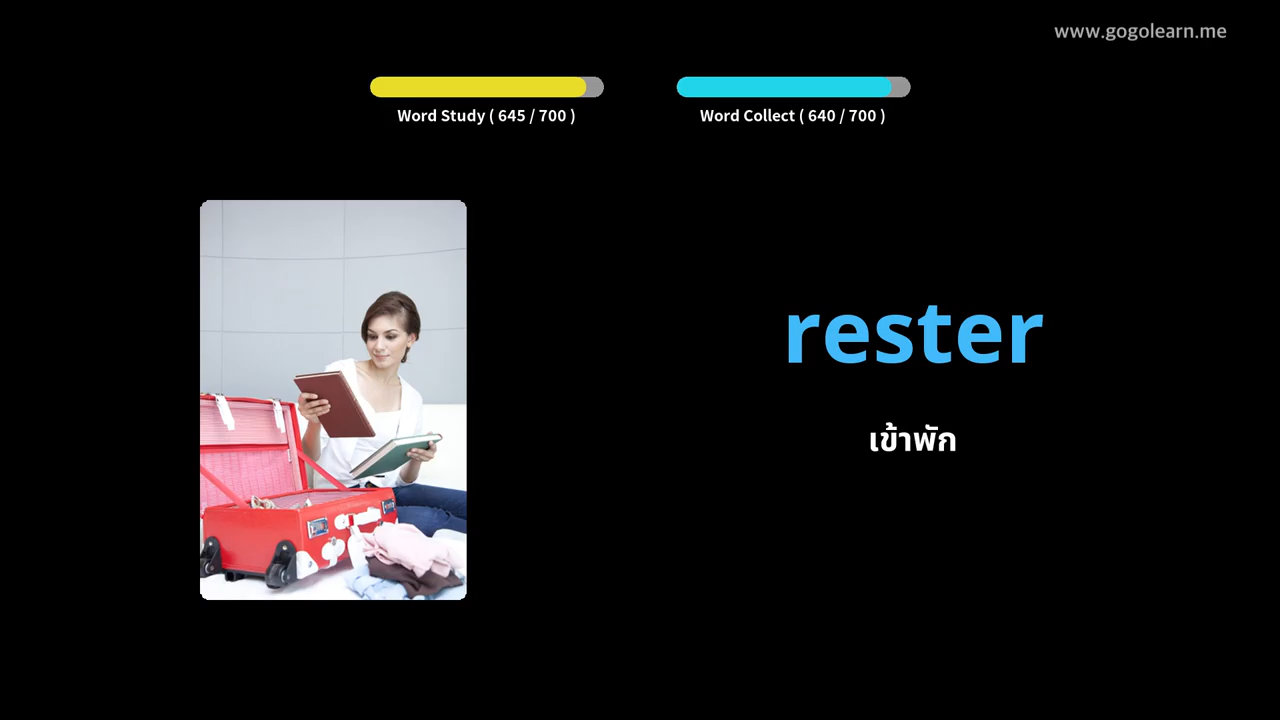 www.gogolearn.me
Word Study ( 645 / 700 )
Word Collect ( 640 / 700 )
rester
เข้าพัก